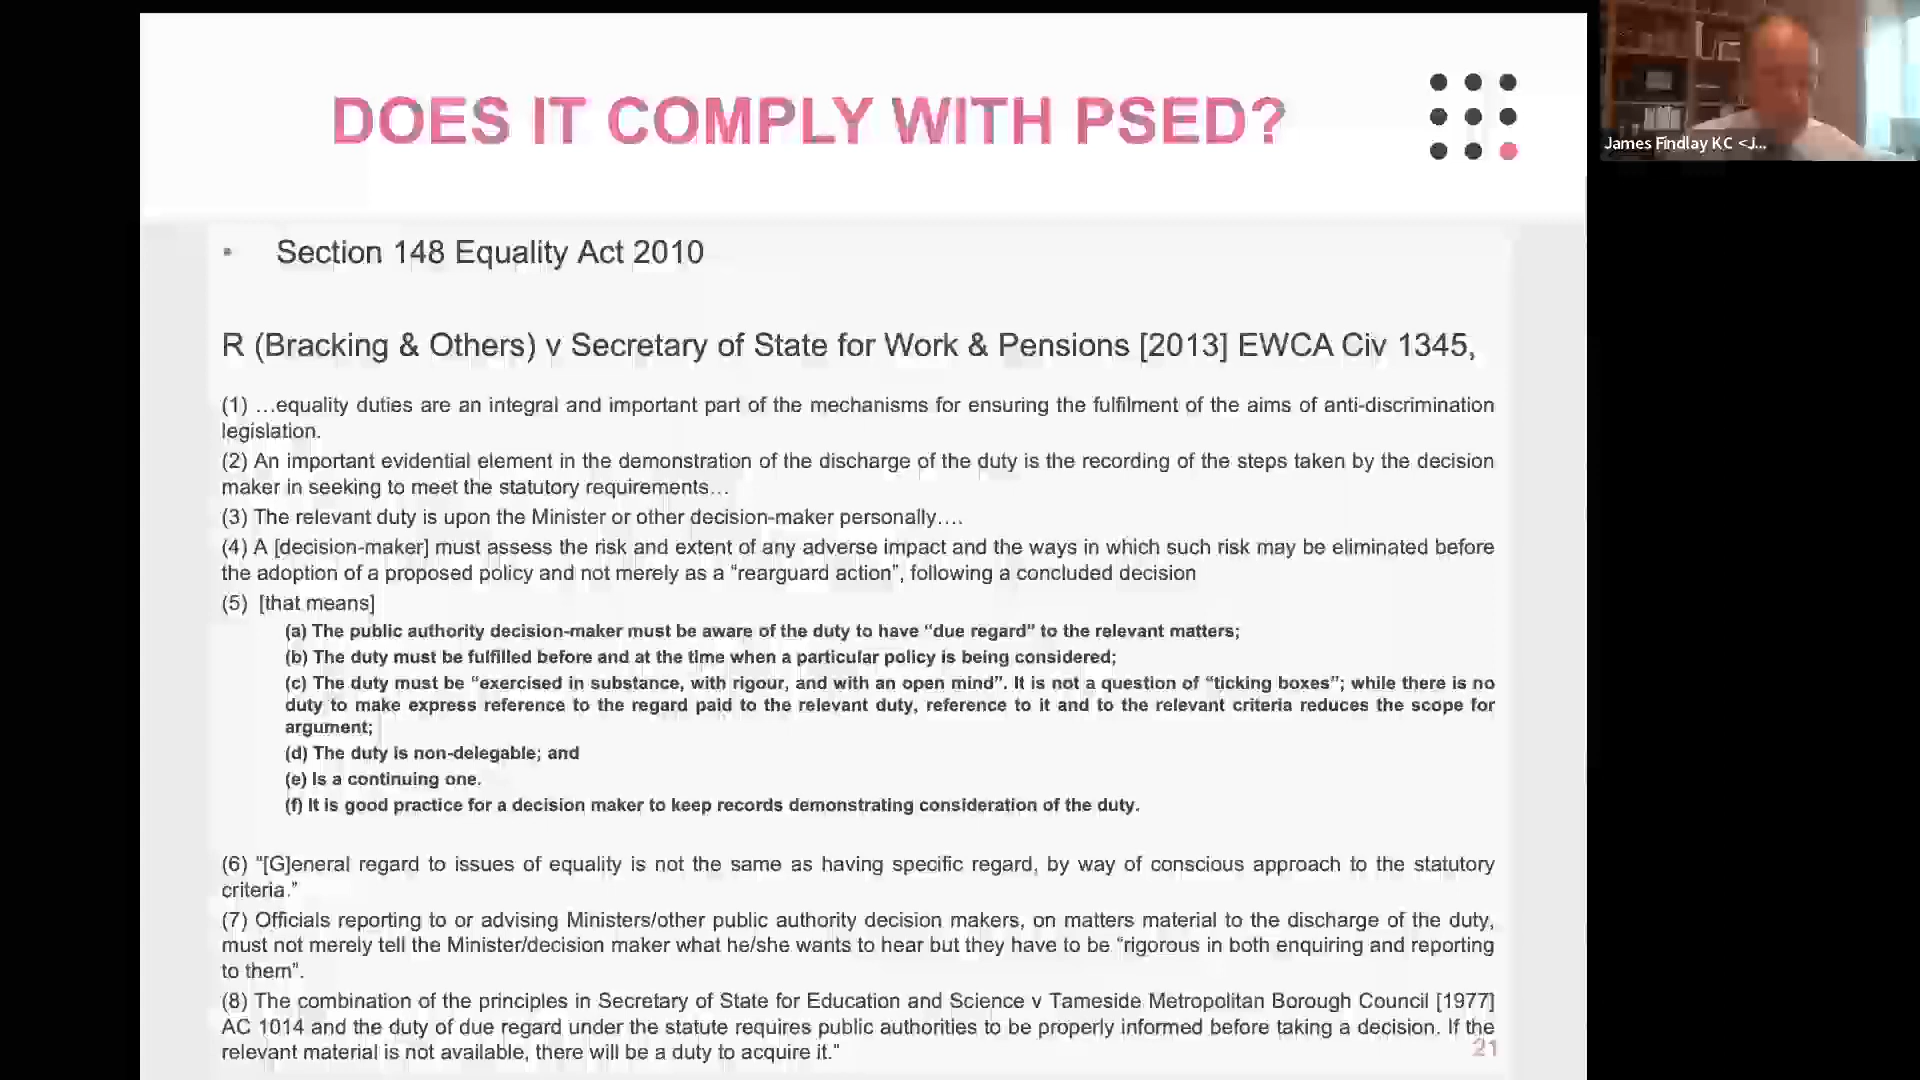 DOES IT COMPLY WITH PSED?
James Findlay KC <J...
• Section 148 Equality Act 2010
R (Bracking & Others) v Secretary of State for Work & Pensions [2013] EWCA Civ 1345,
(1) …equality duties are an integral and important part of the mechanisms for ensuring the fulfilment of the aims of anti-discrimination
legislation.
(2) An important evidential element in the demonstration of the discharge of the duty is the recording of the steps taken by the decision
maker in seeking to meet the statutory requirements…
(3) The relevant duty is upon the Minister or other decision-maker personally….
(4) A [decision-maker] must assess the risk and extent of any adverse impact and the ways in which such risk may be eliminated before
the adoption of a proposed policy and not merely as a “rearguard action”, following a concluded decision
(5) [that means]
(a) The public authority decision-maker must be aware of the duty to have “due regard” to the relevant matters;
(b) The duty must be fulfilled before and at the time when a particular policy is being considered;
(c) The duty must be “exercised in substance, with rigour, and with an open mind”. It is not a question of “ticking boxes”; while there is no
duty to make express reference to the regard paid to the relevant duty, reference to it and to the relevant criteria reduces the scope for
argument;
(d) The duty is non-delegable; and
(e) Is a continuing one.
(f) It is good practice for a decision maker to keep records demonstrating consideration of the duty.
(6) “[G]eneral regard to issues of equality is not the same as having specific regard, by way of conscious approach to the statutory
criteria.”
(7) Officials reporting to or advising Ministers/other public authority decision makers, on matters material to the discharge of the duty,
must not merely tell the Minister/decision maker what he/she wants to hear but they have to be “rigorous in both enquiring and reporting
to them”.
(8) The combination of the principles in Secretary of State for Education and Science v Tameside Metropolitan Borough Council [1977]
AC 1014 and the duty of due regard under the statute requires public authorities to be properly informed before taking a decision. If the
relevant material is not available, there will be a duty to acquire it.”
21